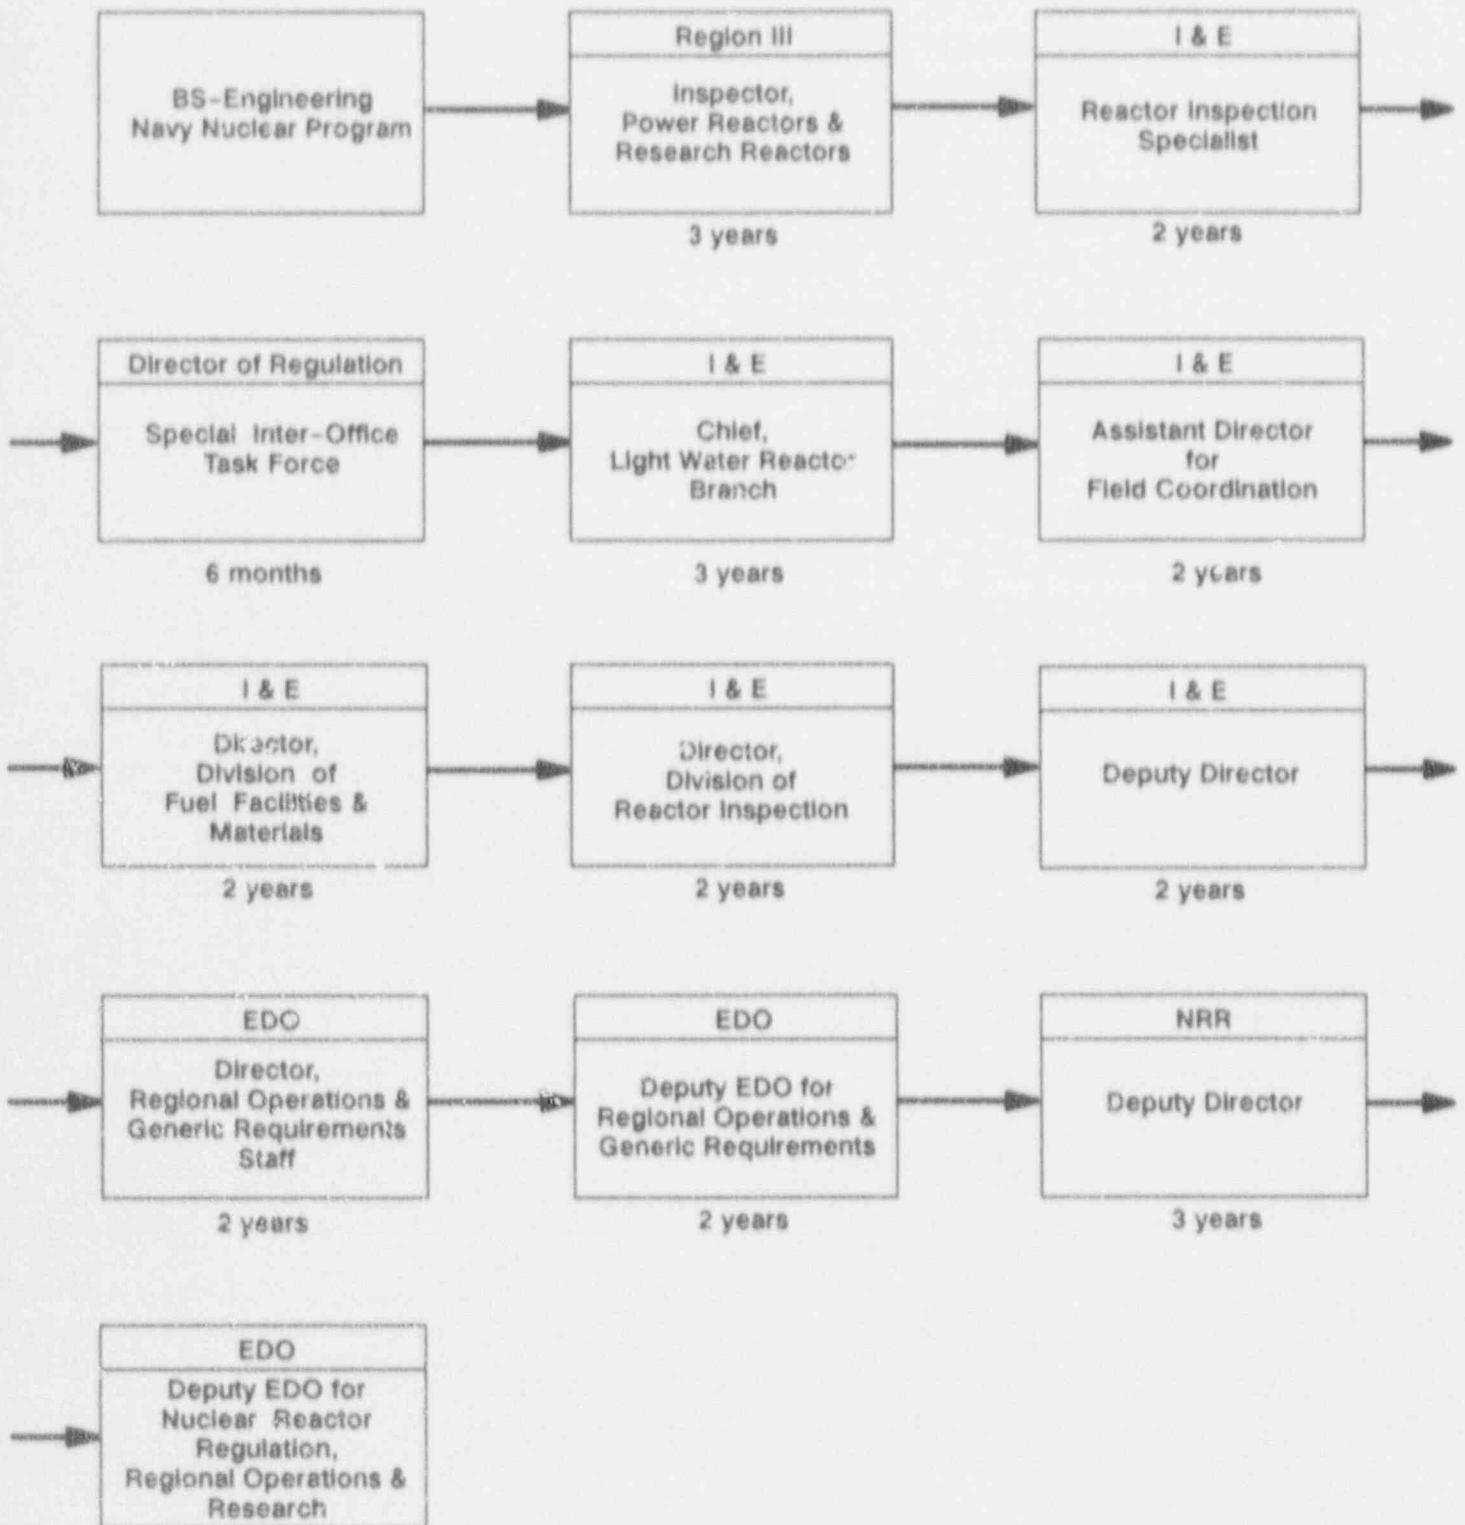 BS-Engineering
Navy Nuclear Program
Region III
Inspector,
Power Reactors &
Research Reactors
3 years
I & E
Reactor Inspection
Specialist
2 years
Director of Regulation
Special Inter-Office
Task Force
6 months
I & E
Chief,
Light Water Reactor
Branch
3 years
I & E
Assistant Director
for
Field Coordination
2 years
I & E
Director,
Division of
Fuel Facilities &
Materials
2 years
I & E
Director,
Division of
Reactor Inspection
2 years
I & E
Deputy Director
2 years
EDO
Director,
Regional Operations &
Generic Requirements
Staff
2 years
EDO
Deputy EDO for
Regional Operations &
Generic Requirements
2 years
NRR
Deputy Director
3 years
EDO
Deputy EDO for
Nuclear Reactor
Regulation,
Regional Operations &
Research